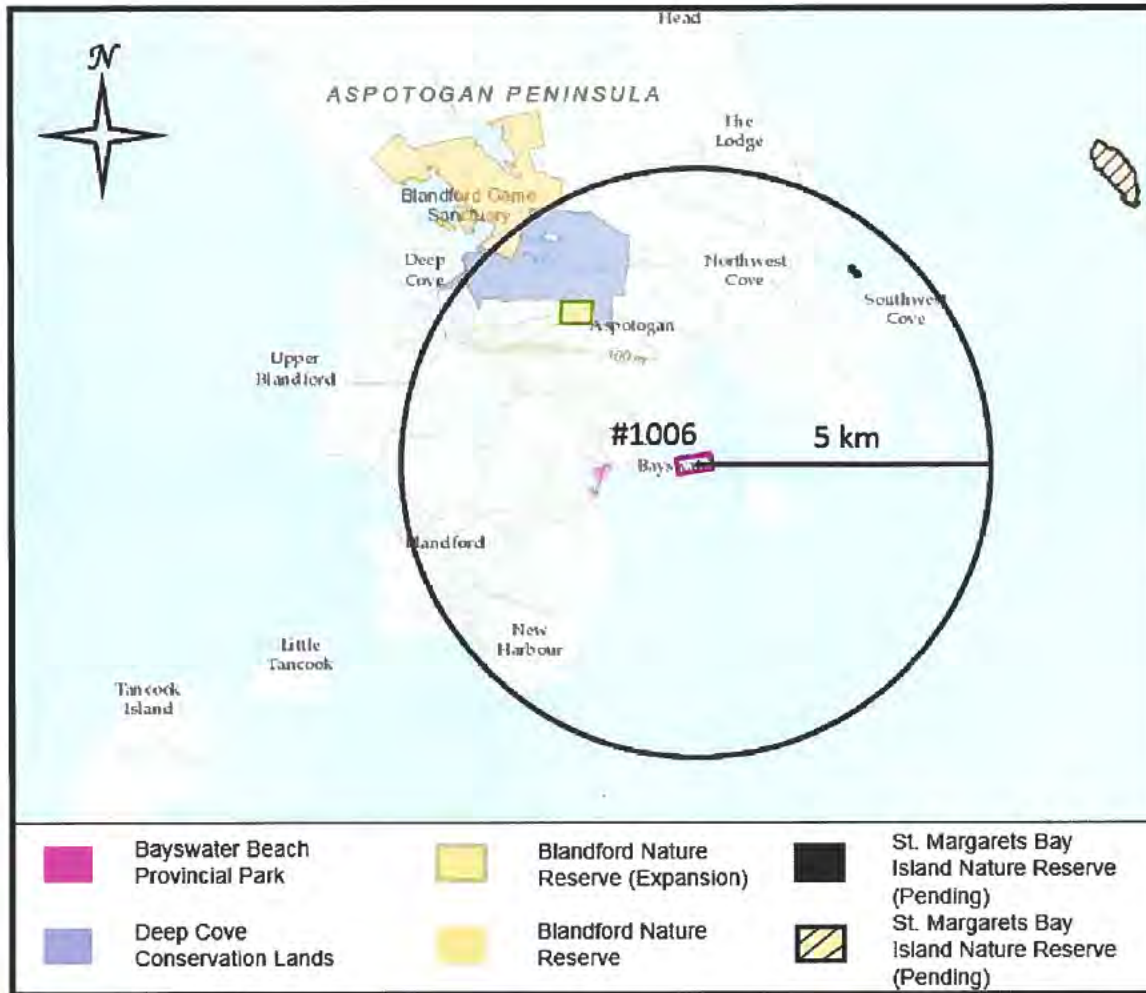 Head
N
ASPOTOGAN PENINSULA
The
Lodge
Blandford Game
Sanctuary
Deep
Cove
Northwest
Cove
Southwest
Cove
Aspotogan
Upper
Blandford
#1006
5 km
Blandford
New
Harbour
Little
Tancook
Tancook
Island
Bayswater Beach
Provincial Park
Blandford Nature
Reserve (Expansion)
St. Margarets Bay
Island Nature Reserve
(Pending)
Deep Cove
Conservation Lands
Blandford Nature
Reserve
St. Margarets Bay
Island Nature Reserve
(Pending)